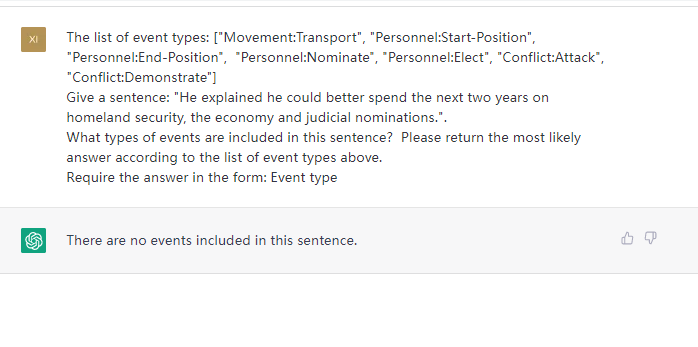 XI
The list of event types: ["Movement:Transport", "Personnel:Start-Position",
"Personnel:End-Position",  "Personnel:Nominate", "Personnel:Elect", "Conflict:Attack",
"Conflict:Demonstrate"]
Give a sentence: "He explained he could better spend the next two years on
homeland security, the economy and judicial nominations.".
What types of events are included in this sentence?  Please return the most likely
answer according to the list of event types above.
Require the answer in the form: Event type
There are no events included in this sentence.